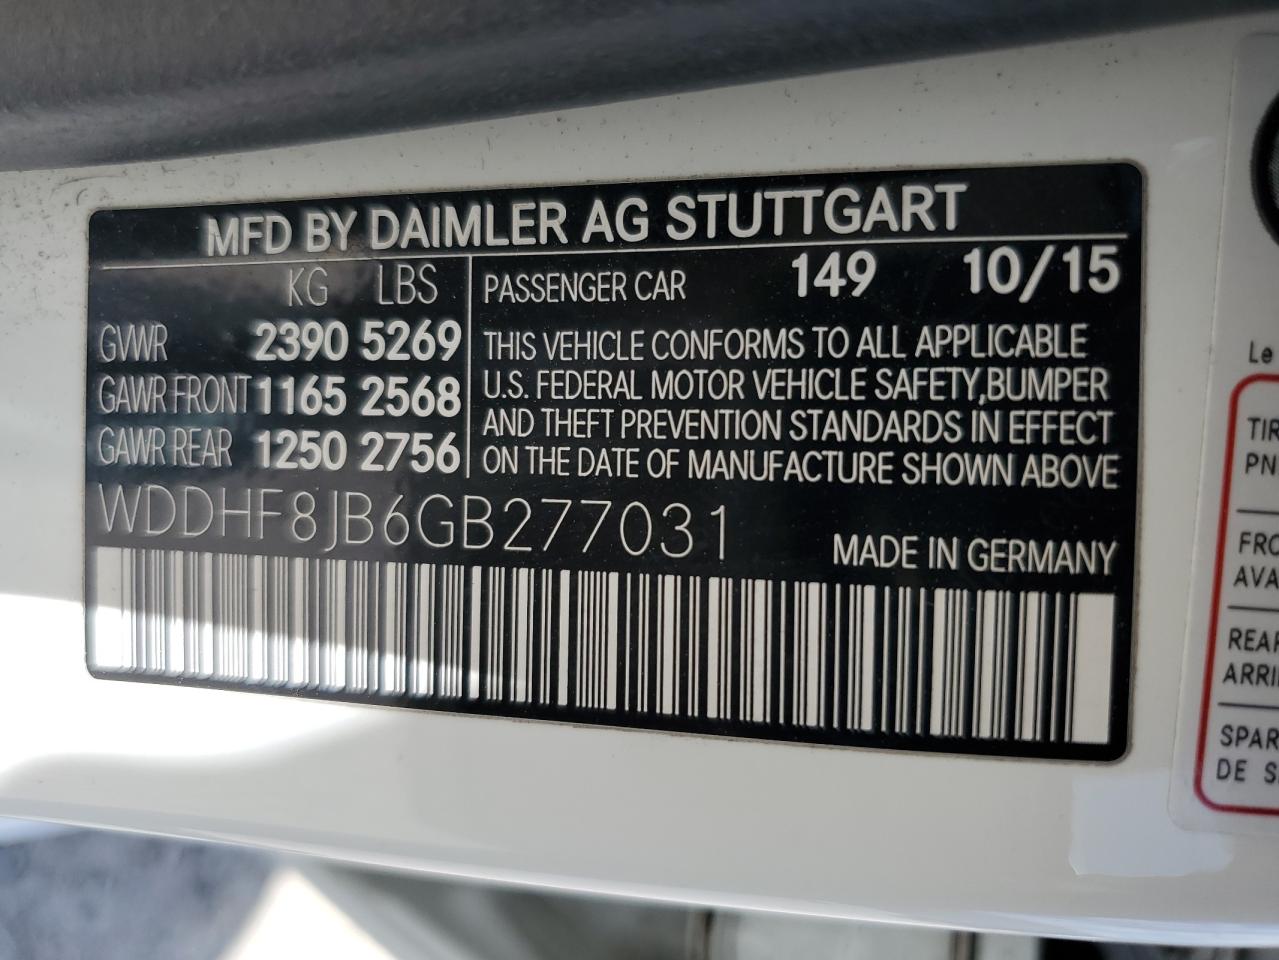 MFD BY DAIMLER AG STUTTGART
KG LBS
GVWR 2390 5269
GAWR FRONT 1165 2568
GAWR REAR 1250 2756
PASSENGER CAR 149 10/15
THIS VEHICLE CONFORMS TO ALL APPLICABLE
U.S. FEDERAL MOTOR VEHICLE SAFETY,BUMPER
AND THEFT PREVENTION STANDARDS IN EFFECT
ON THE DATE OF MANUFACTURE SHOWN ABOVE
WDDHF8JB6GB277031
MADE IN GERMANY
Le
TIR
PN
FRO
AVA
REAR
ARRI
SPAR
DE S